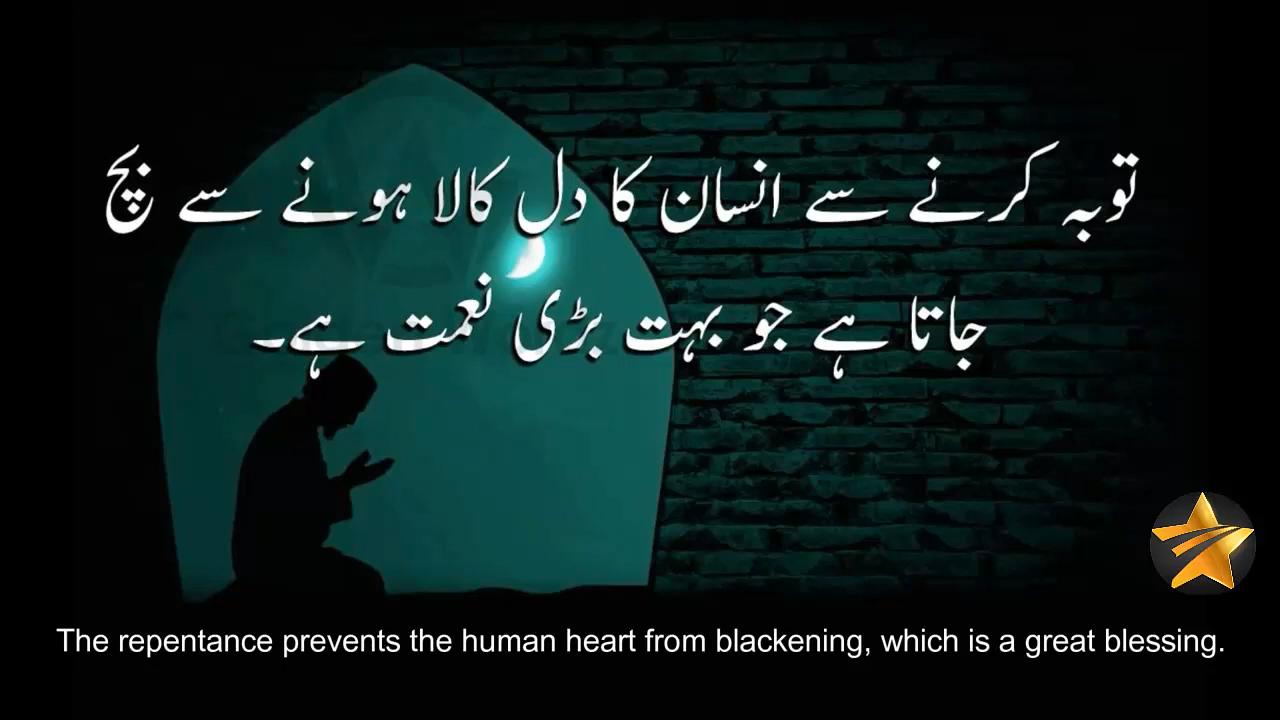 توبہ کرنے سے انسان کا دل کالا ہونے سے بچ
جاتا ہے جو بہت بڑی نعمت ہے۔
The repentance prevents the human heart from blackening, which is a great blessing.